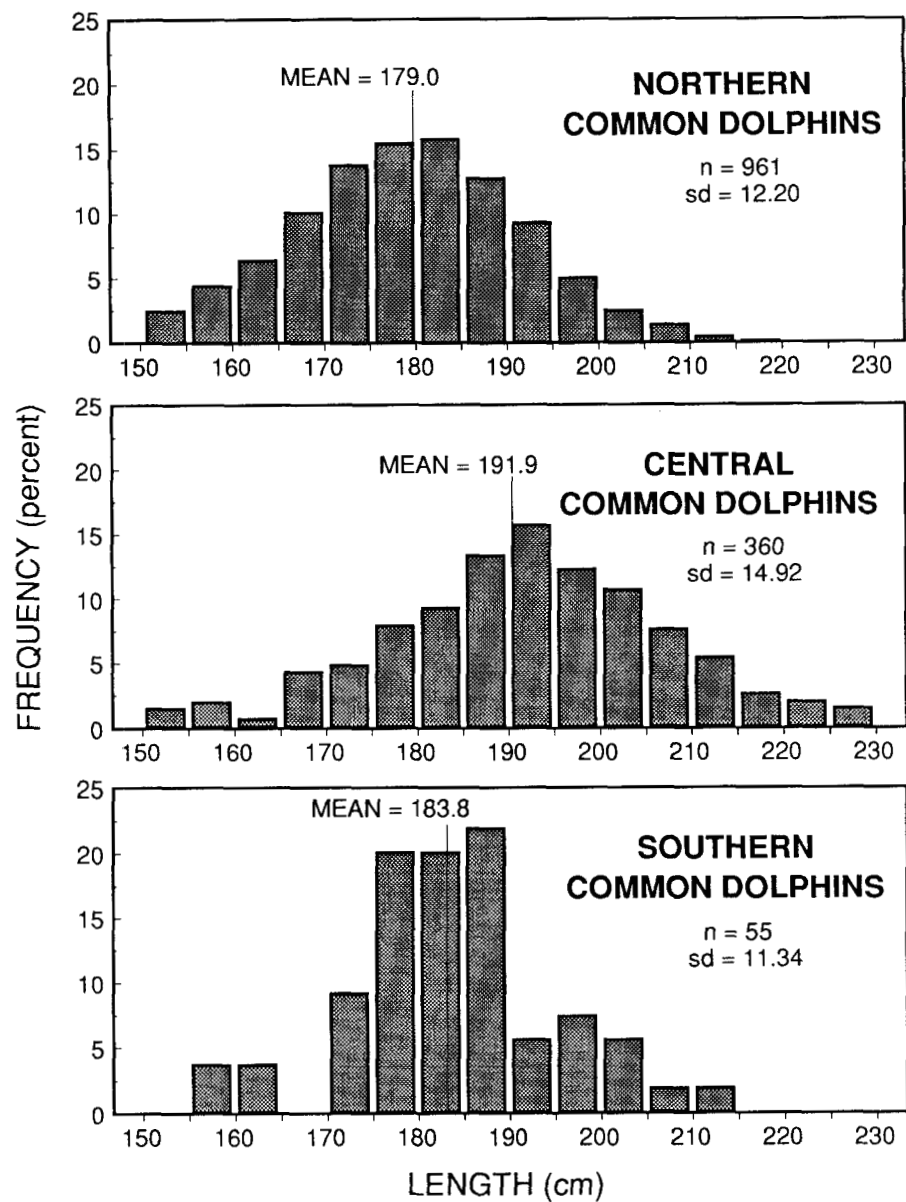 25
20
15
10
5
0
MEAN = 179.0
NORTHERN
COMMON DOLPHINS
n = 961
sd = 12.20
150 160 170 180 190 200 210 220 230
FREQUENCY (percent)
25
20
15
10
5
0
MEAN = 191.9
CENTRAL
COMMON DOLPHINS
n = 360
sd = 14.92
150 160 170 180 190 200 210 220 230
25
20
15
10
5
0
MEAN = 183.8
SOUTHERN
COMMON DOLPHINS
n = 55
sd = 11.34
150 160 170 180 190 200 210 220 230
LENGTH (cm)